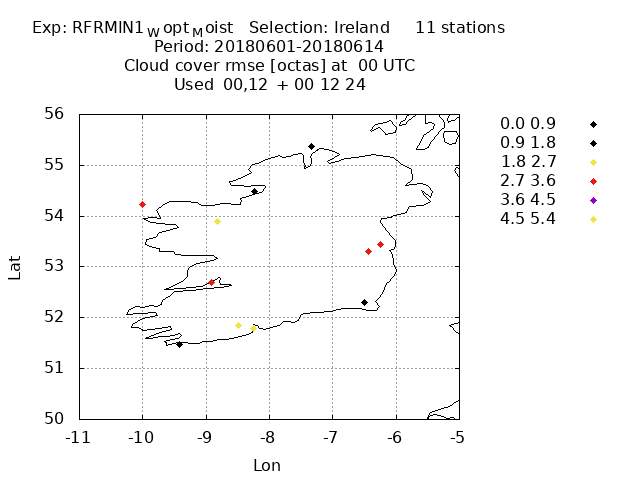 Exp: RFRMIN1WoptMoist Selection: Ireland 11 stations
Period: 20180601-20180614
Cloud cover rmse [octas] at 00 UTC
Used 00,12 + 00 12 24
56
55
54
53
52
51
50
-11 -10 -9 -8 -7 -6 -5
Lat
Lon
0.0 0.9
0.9 1.8
1.8 2.7
2.7 3.6
3.6 4.5
4.5 5.4